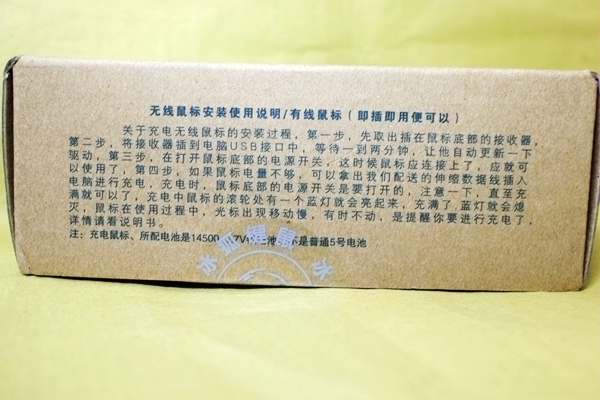 无线鼠标安装使用说明/有线鼠标（即插即用便可以）
关于充电无线鼠标的安装过程，第一步，先取出插在鼠标底部的接收器，
第二步，将接收器插到电脑USB接口中，等待一到两分钟，让他自动更新一下
驱动，第三步，在打开鼠标底部的电源开关，这时候鼠标应连接上了，应就可
以使用了，第四步，如果鼠标电量不够，可以拿出我们配送的伸缩数据线插入
电脑进行充电，充电时，鼠标底部的电源开关是要打开的，注意一下，直至充
满就可以了，充电中鼠标的滚轮处有一个蓝灯就会亮起来，充满了蓝灯就会熄
灭，鼠标在使用过程中，光标出现移动慢，有时不动，是提醒你要进行充电了，
详情请看说明书。
注：充电鼠标、所配电池是14500 7V 池 不是普通5号电池
冰狐健康 冰